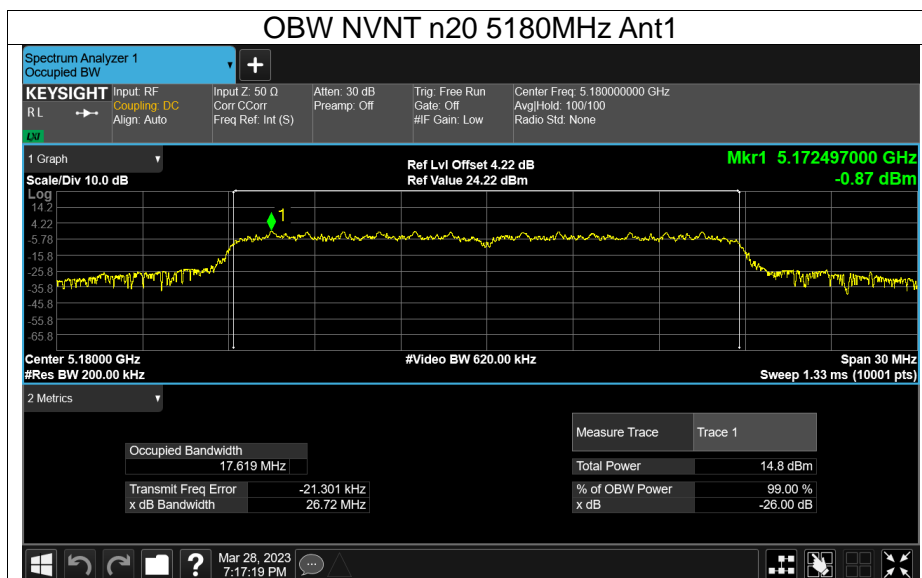 OBW NVNT n20 5180MHz Ant1
Spectrum Analyzer 1
Occupied BW
+
KEYSIGHT Input: RF Input Z: 50 Ω Atten: 30 dB Trig: Free Run Center Freq: 5.180000000 GHz
R L Coupling: DC Corr CCorr Preamp: Off Gate: Off Avg|Hold: 100/100
Align: Auto Freq Ref: Int (S) #IF Gain: Low Radio Std: None
LXI
1 Graph Ref Lvl Offset 4.22 dB Mkr1 5.172497000 GHz
Scale/Div 10.0 dB Ref Value 24.22 dBm -0.87 dBm
Log
14.2
1
4.22
-5.78
-15.8
-25.8
-35.8
-45.8
-55.8
-65.8
Center 5.18000 GHz #Video BW 620.00 kHz Span 30 MHz
#Res BW 200.00 kHz Sweep 1.33 ms (10001 pts)
2 Metrics
Measure Trace Trace 1
Occupied Bandwidth
17.619 MHz Total Power 14.8 dBm
Transmit Freq Error -21.301 kHz % of OBW Power 99.00 %
x dB Bandwidth 26.72 MHz x dB -26.00 dB
? Mar 28, 2023
7:17:19 PM